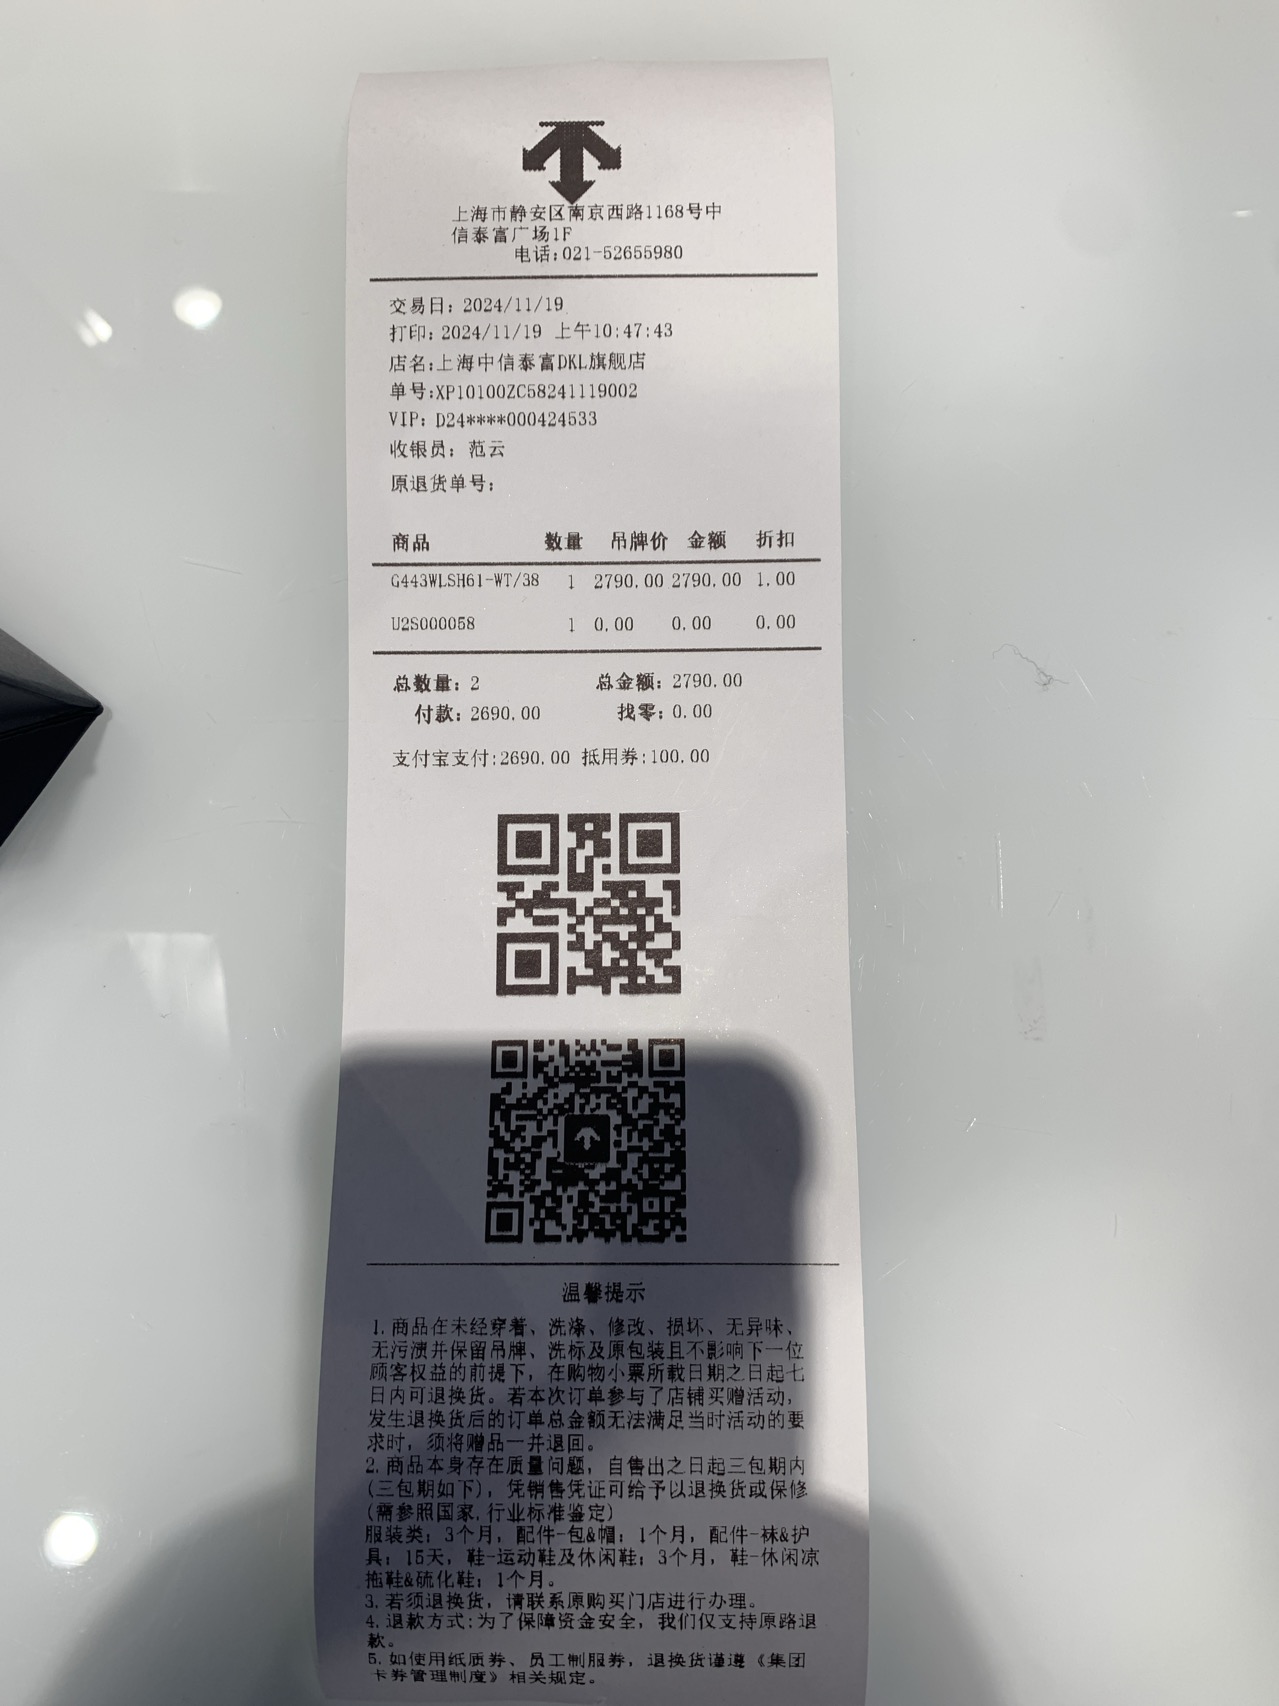 上海市静安区南京西路1168号中
信泰富广场1F
电话:021-52655980
交易日: 2024/11/19
打印: 2024/11/19 上午10:47:43
店名:上海中信泰富DKL旗舰店
单号:XP10100ZC58241119002
VIP: D24****000424533
收银员: 范云
原退货单号:
商品 数量 吊牌价 金额 折扣
G443WLSH61-WT/38 1 2790.00 2790.00 1.00
U2S000058 1 0.00 0.00 0.00
总数量: 2 总金额: 2790.00
付款: 2690.00 找零: 0.00
支付宝支付:2690.00 抵用券:100.00
温馨提示
1.商品在未经穿着、洗涤、修改、损坏、无异味、
无污渍并保留吊牌、洗标及原包装且不影响下一位
顾客权益的前提下，在购物小票所载日期之日起七
日内可退换货。若本次订单参与了店铺买赠活动，
发生退换货后的订单总金额无法满足当时活动的要
求时，须将赠品一并退回。
2.商品本身存在质量问题，自售出之日起三包期内
(三包期如下)，凭销售凭证可给予以退换货或保修
(需参照国家,行业标准鉴定)
服装类; 3个月，配件-包&帽; 1个月，配件-袜&护
具; 15天，鞋-运动鞋及休闲鞋; 3个月，鞋-休闲凉
拖鞋&硫化鞋; 1个月。
3.若须退换货，请联系原购买门店进行办理。
4.退款方式:为了保障资金安全，我们仅支持原路退
款。
5.如使用纸质券、员工制服券，退换货谨遵《集团
卡券管理制度》相关规定。